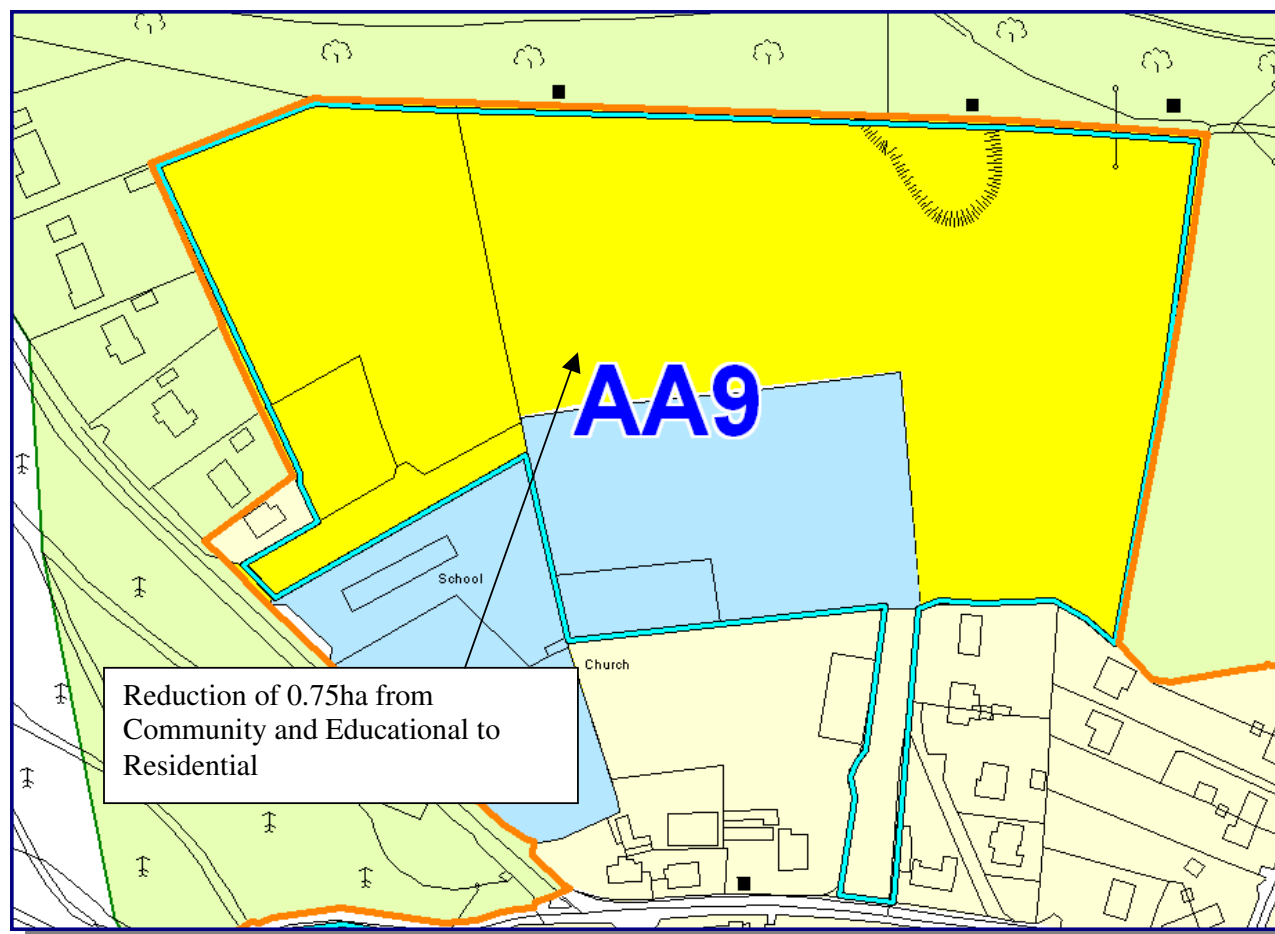 AA9
School
Church
Reduction of 0.75ha from
Community and Educational to
Residential